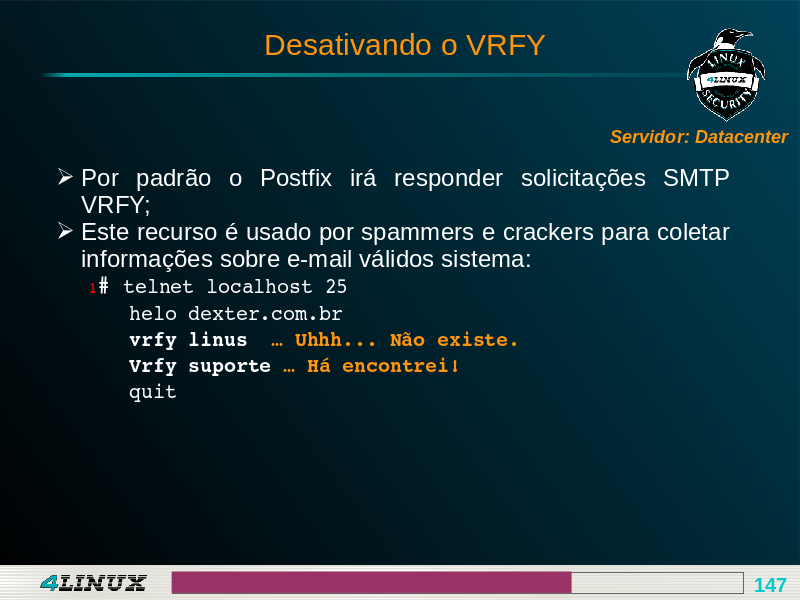 Desativando o VRFY
LINUX
4LINUX
SECURITY
Servidor: Datacenter
➢ Por padrão o Postfix irá responder solicitações SMTP
VRFY;
➢ Este recurso é usado por spammers e crackers para coletar
informações sobre e-mail válidos sistema:
1# telnet localhost 25
helo dexter.com.br
vrfy linus … Uhhh... Não existe.
Vrfy suporte … Há encontrei!
quit
4LINUX
147